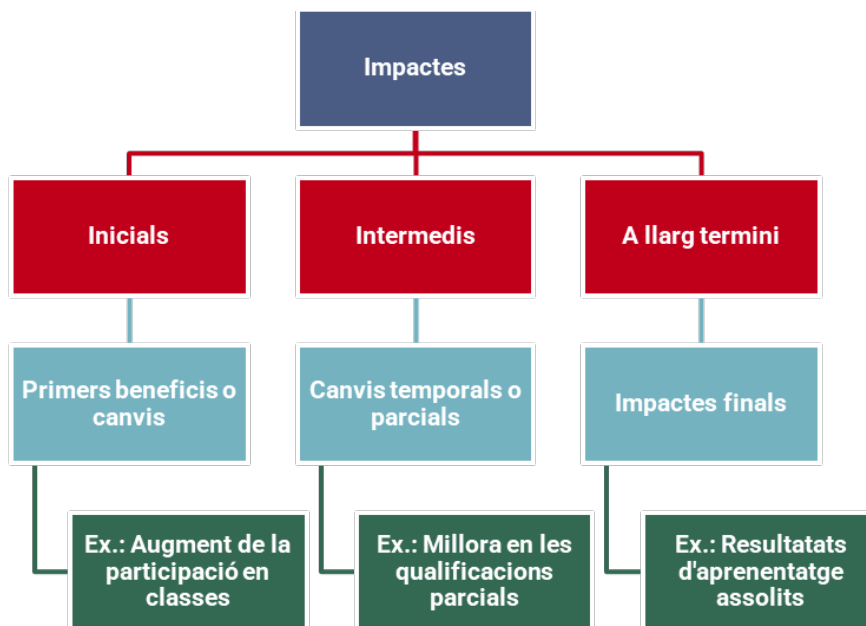 Impactes
Inicials
Intermedis
A llarg termini
Primers beneficis o
canvis
Canvis temporals o
parcials
Impactes finals
Ex.: Augment de la
participació en
classes
Ex.: Millora en les
qualificacions
parcials
Ex.: Resultatats
d'aprenentatge
assolits